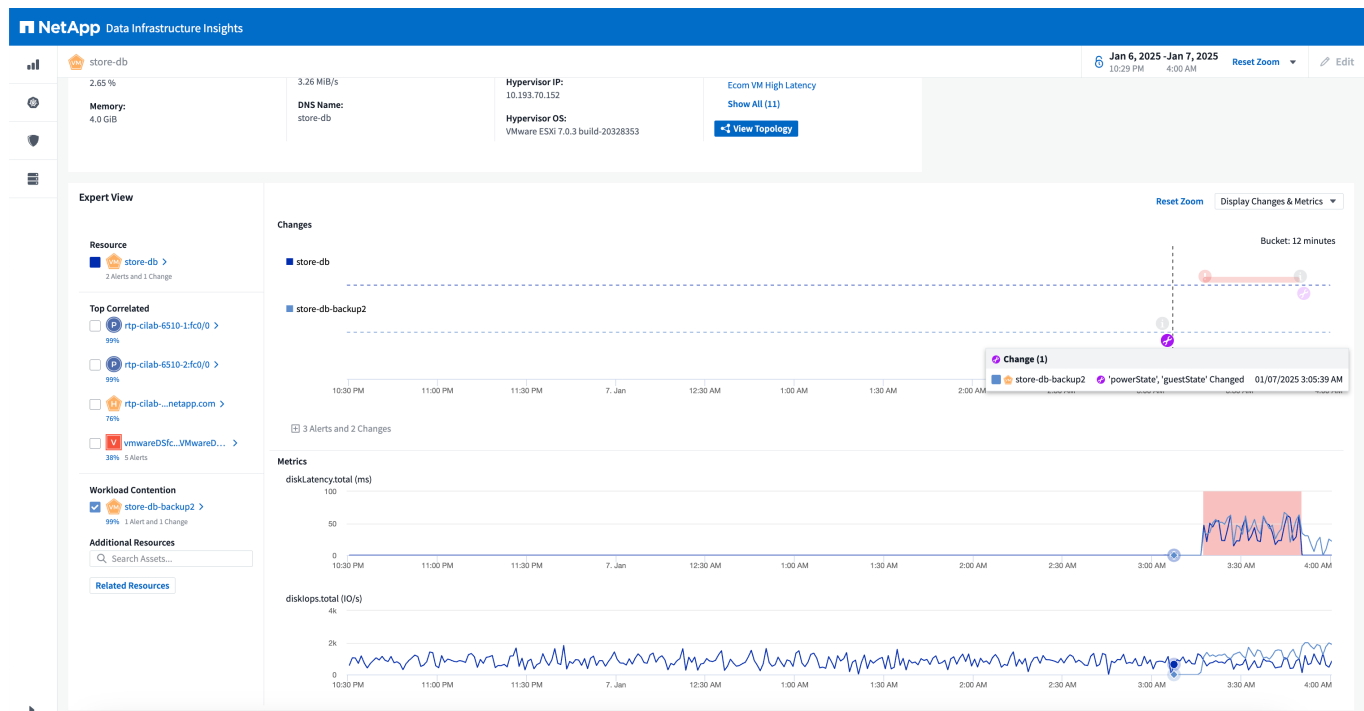 NetApp Data Infrastructure Insights
store-db
Jan 6, 2025 -Jan 7, 2025
10:29 PM 4:00 AM
Reset Zoom
Edit
2.65 %
Memory:
4.0 GiB
3.26 MiB/s
DNS Name:
store-db
Hypervisor IP:
10.193.70.152
Hypervisor OS:
VMware ESXi 7.0.3 build-20328353
Ecom VM High Latency
Show All (11)
View Topology
Expert View
Reset Zoom
Display Changes & Metrics
Resource
VM store-db >
2 Alerts and 1 Change
Top Correlated
P rtp-cilab-6510-1:fc0/0 >
99%
P rtp-cilab-6510-2:fc0/0 >
99%
H rtp-cilab-...netapp.com >
76%
V vmwareDSfc...VMwareD... >
38% 5 Alerts
Workload Contention
VM store-db-backup2 >
99% 1 Alert and 1 Change
Additional Resources
Search Assets...
Related Resources
Changes
Bucket: 12 minutes
store-db
store-db-backup2
Change (1)
store-db-backup2 'powerState', 'guestState' Changed 01/07/2025 3:05:39 AM
10:30 PM 11:00 PM 11:30 PM 7. Jan 12:30 AM 1:00 AM 1:30 AM 2:00 AM
3 Alerts and 2 Changes
Metrics
diskLatency.total (ms)
100
50
0
10:30 PM 11:00 PM 11:30 PM 7. Jan 12:30 AM 1:00 AM 1:30 AM 2:00 AM 2:30 AM 3:00 AM 3:30 AM 4:00 AM
diskIops.total (IO/s)
4k
2k
0
10:30 PM 11:00 PM 11:30 PM 7. Jan 12:30 AM 1:00 AM 1:30 AM 2:00 AM 2:30 AM 3:00 AM 3:30 AM 4:00 AM